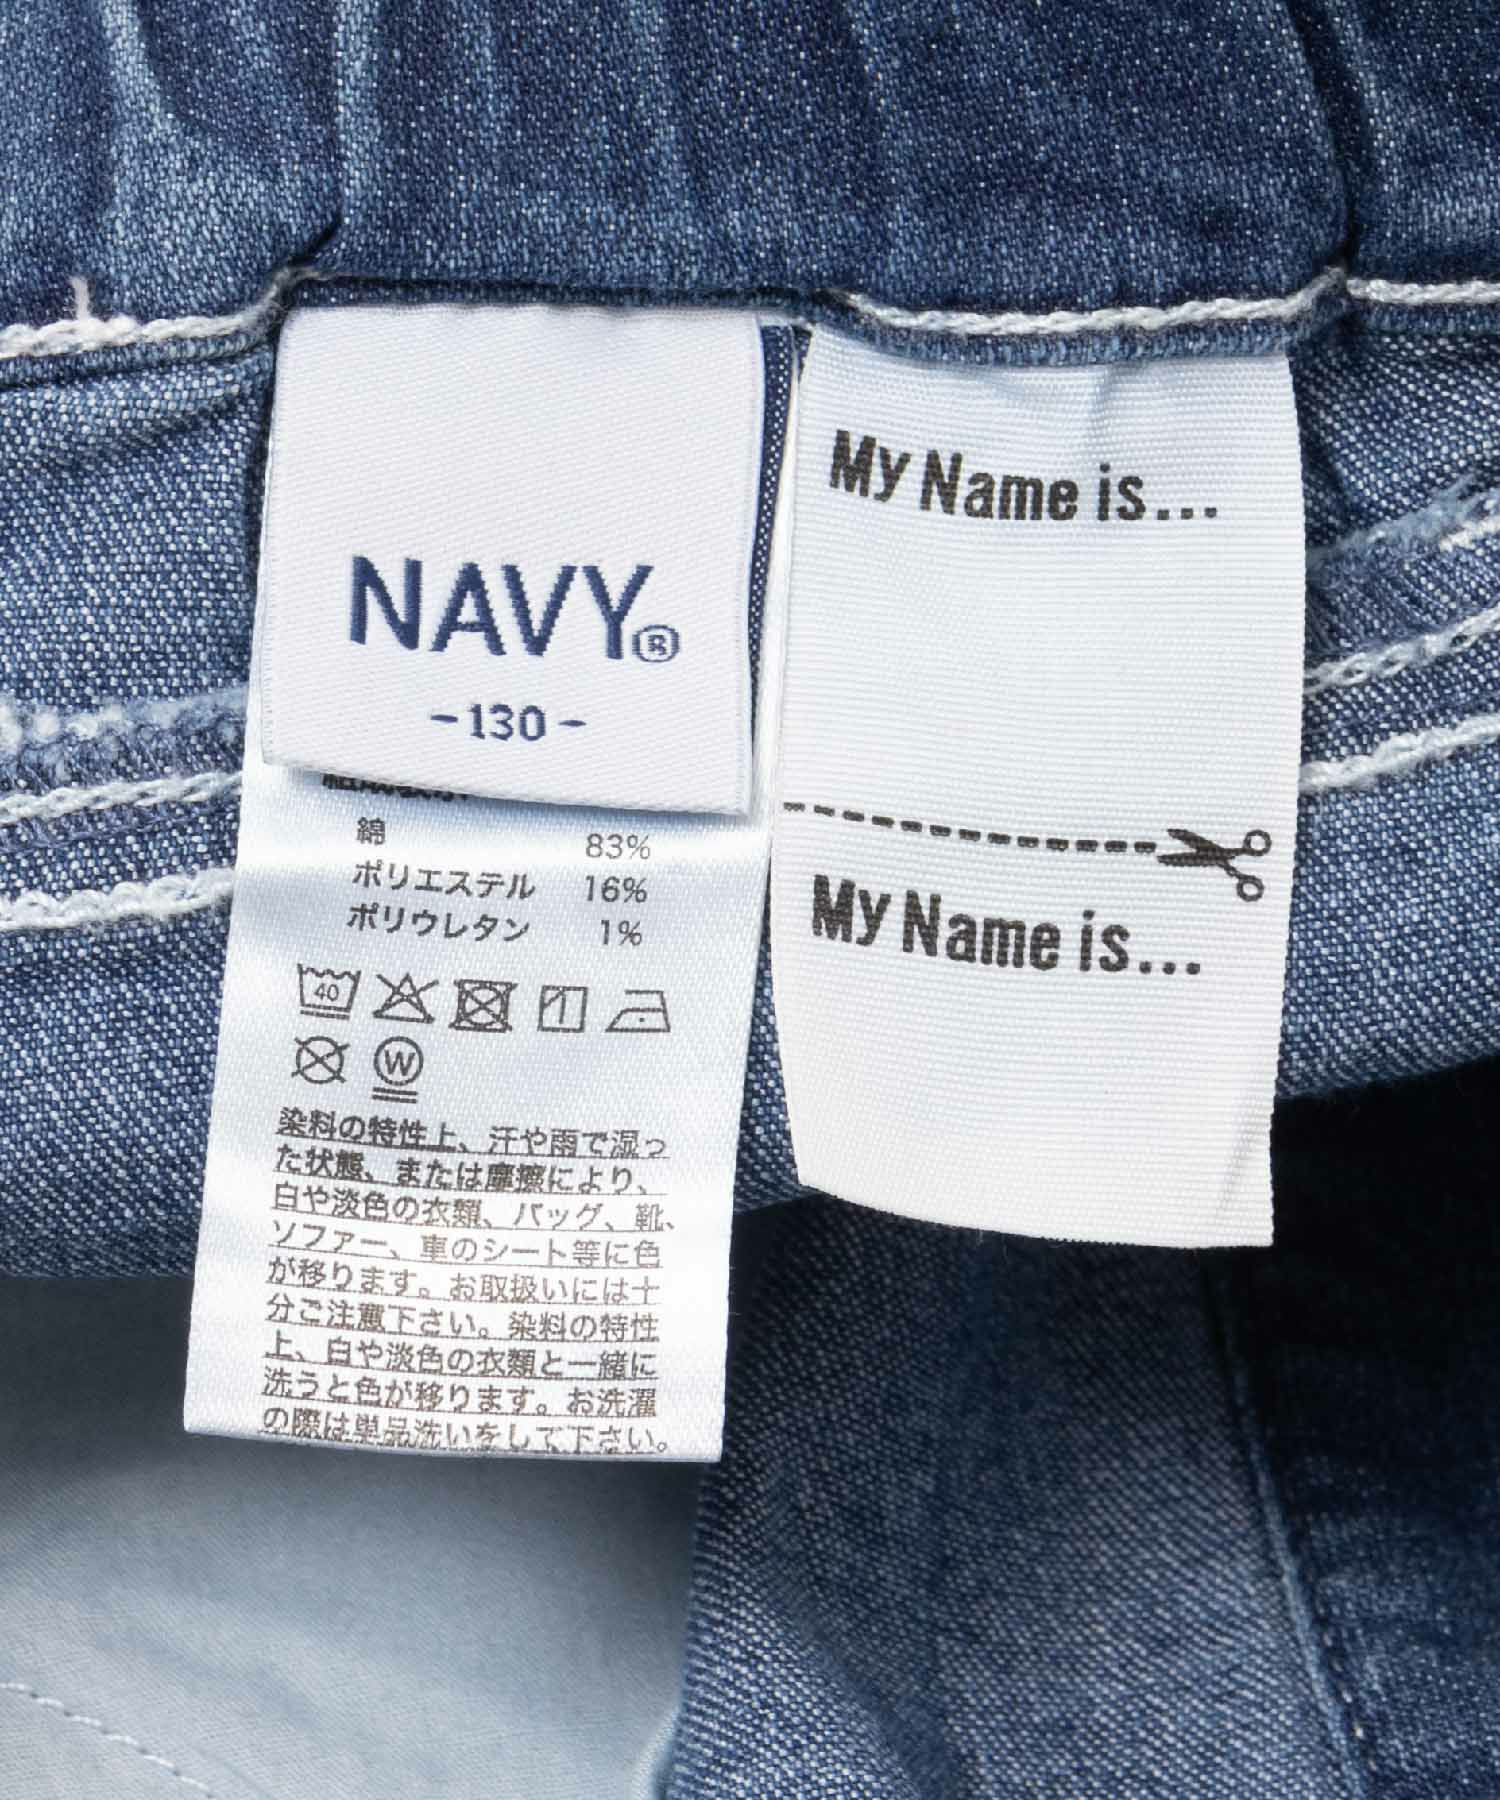 NAVY®
-130-
綿 83%
ポリエステル 16%
ポリウレタン 1%
40
W
染料の特性上、汗や雨で湿っ
た状態、または摩擦により、
白や淡色の衣類、バッグ、靴、
ソファー、車のシート等に色
が移ります。お取扱いには十
分ご注意下さい。染料の特性
上、白や淡色の衣類と一緒に
洗うと色が移ります。お洗濯
の際は単品洗いをして下さい。
My Name is...
My Name is...